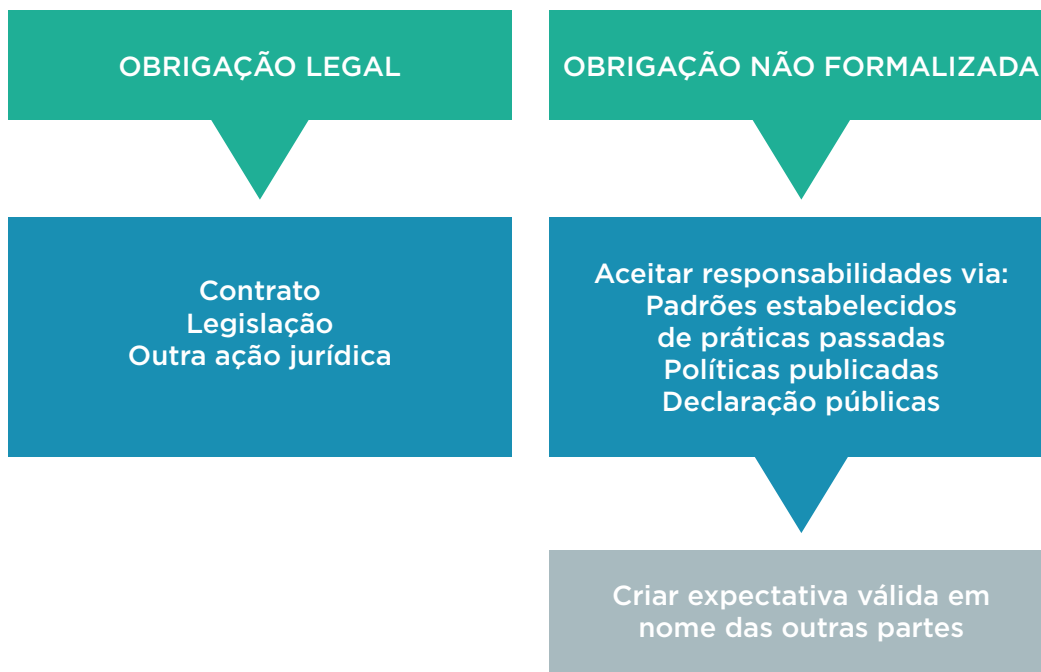 OBRIGAÇÃO LEGAL
Contrato
Legislação
Outra ação jurídica
OBRIGAÇÃO NÃO FORMALIZADA
Aceitar responsabilidades via:
Padrões estabelecidos
de práticas passadas
Políticas publicadas
Declaração públicas
Criar expectativa válida em
nome das outras partes